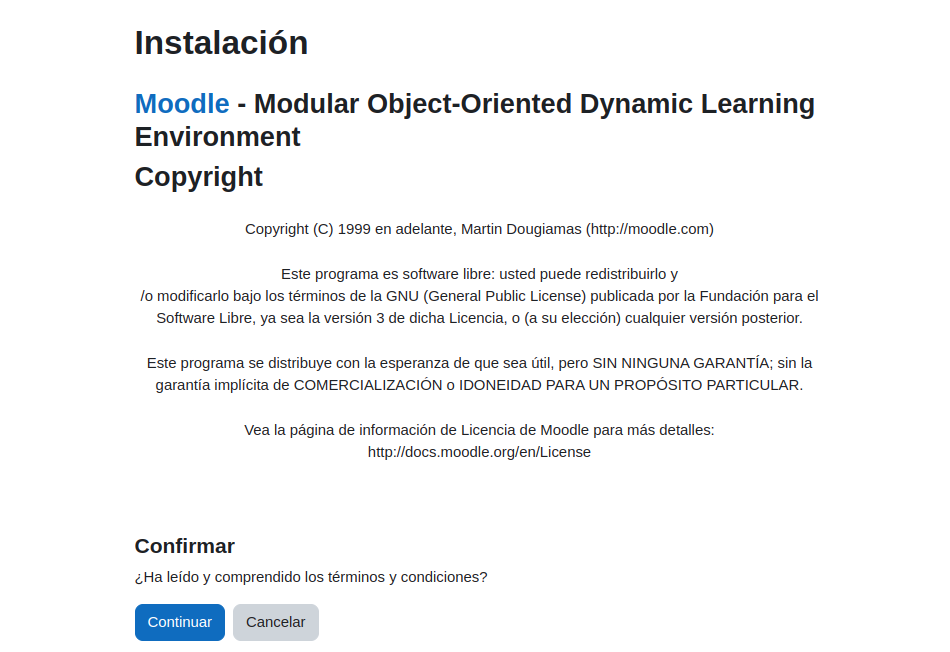 Instalación
Moodle - Modular Object-Oriented Dynamic Learning
Environment
Copyright
Copyright (C) 1999 en adelante, Martin Dougiamas (http://moodle.com)
Este programa es software libre: usted puede redistribuirlo y
/o modificarlo bajo los términos de la GNU (General Public License) publicada por la Fundación para el
Software Libre, ya sea la versión 3 de dicha Licencia, o (a su elección) cualquier versión posterior.
Este programa se distribuye con la esperanza de que sea útil, pero SIN NINGUNA GARANTÍA; sin la
garantía implícita de COMERCIALIZACIÓN o IDONEIDAD PARA UN PROPÓSITO PARTICULAR.
Vea la página de información de Licencia de Moodle para más detalles:
http://docs.moodle.org/en/License
Confirmar
¿Ha leído y comprendido los términos y condiciones?
Continuar Cancelar